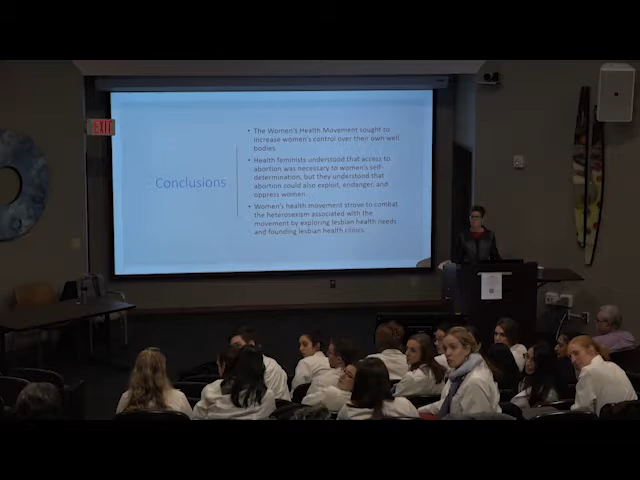 EXIT
Conclusions
• The Women's Health Movement sought to
increase women's control over their own well
bodies.
• Health feminists understood that access to
abortion was necessary to women's self-
determination, but they understood that
abortion could also exploit, endanger, and
oppress women.
• Women's health movement strove to combat
the heterosexism associated with the
movement by exploring lesbian health needs
and founding lesbian health clinics.